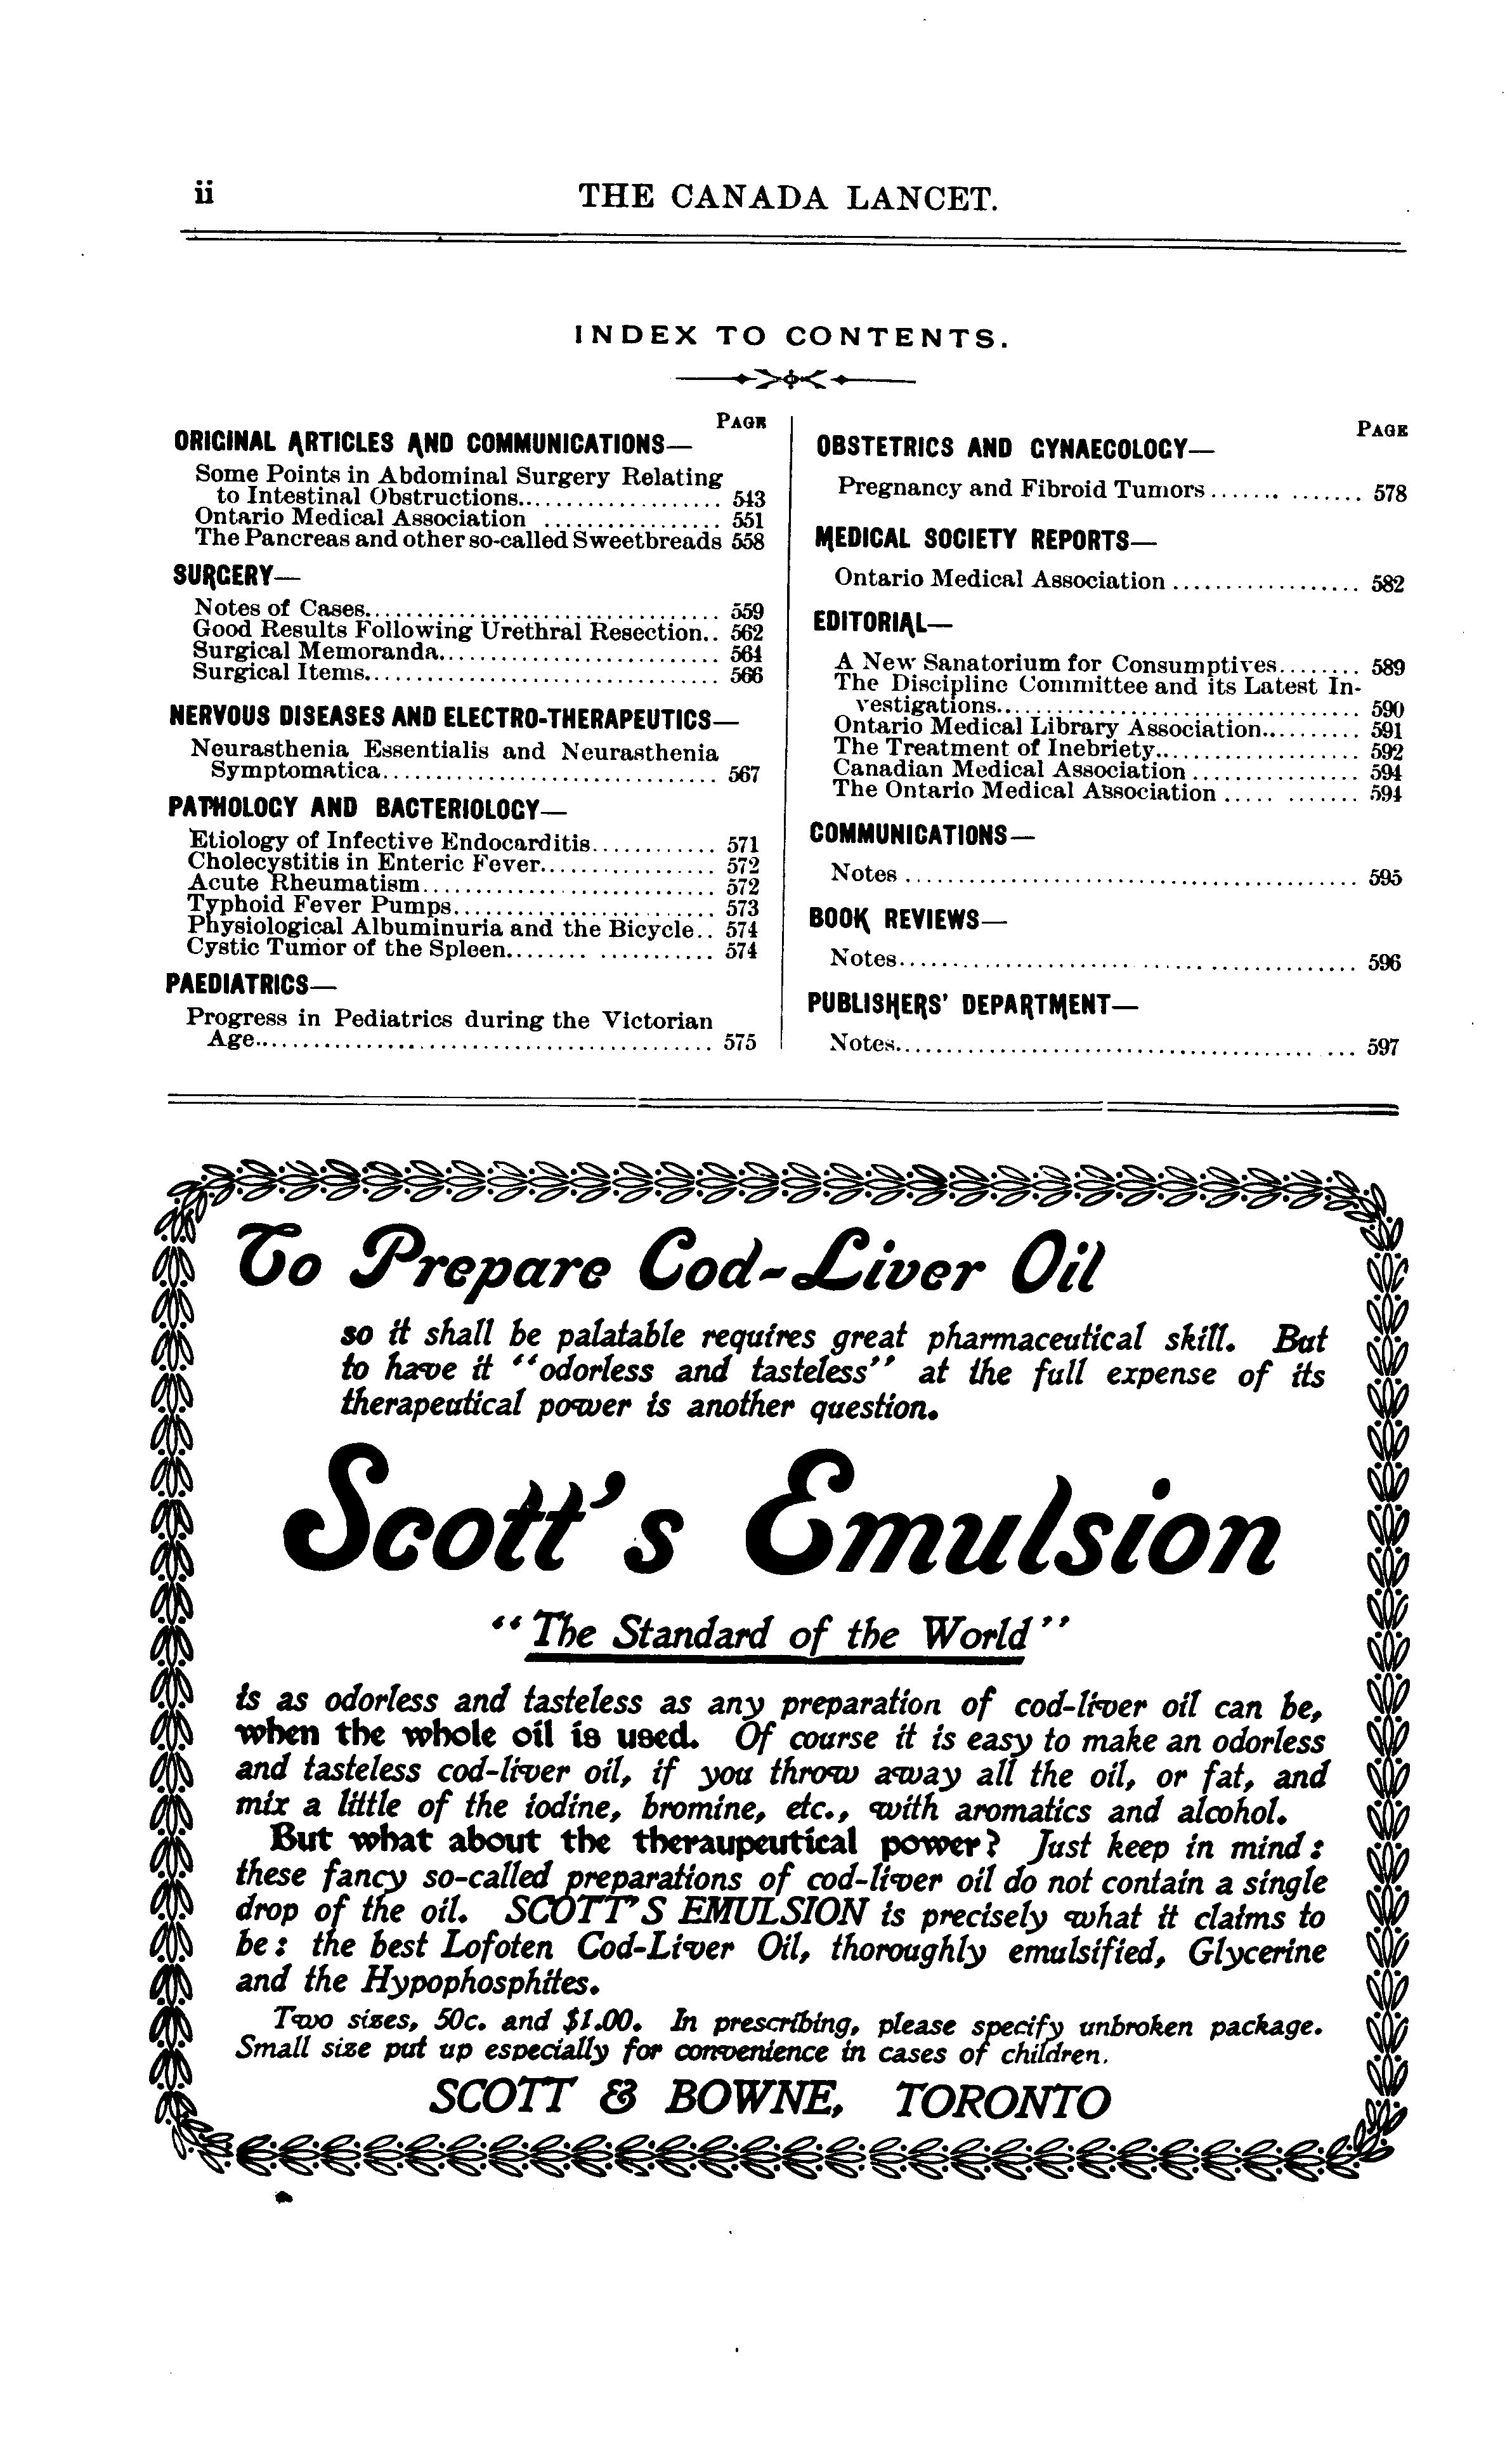 ii THE CANADA LANCET.
INDEX TO CONTENTS.
PAGE
ORIGINAL ARTICLES AND COMMUNICATIONS—
Some Points in Abdominal Surgery Relating
to Intestinal Obstructions................... 543
Ontario Medical Association ................. 551
The Pancreas and other so-called Sweetbreads 558
SURGERY—
Notes of Cases.................................. 559
Good Results Following Urethral Resection.. 562
Surgical Memoranda........................... 564
Surgical Items.................................. 566
NERVOUS DISEASES AND ELECTRO-THERAPEUTICS—
Neurasthenia Essentialis and Neurasthenia
Symptomatica................................ 567
PATHOLOGY AND BACTERIOLOGY—
Etiology of Infective Endocarditis............ 571
Cholecystitis in Enteric Fever................. 572
Acute Rheumatism............................ 572
Typhoid Fever Pumps......................... 573
Physiological Albuminuria and the Bicycle.. 574
Cystic Tumor of the Spleen........ ........... 574
PAEDIATRICS—
Progress in Pediatrics during the Victorian
Age............................................ 575
PAGE
OBSTETRICS AND GYNAECOLOGY—
Pregnancy and Fibroid Tumors....... ....... 578
MEDICAL SOCIETY REPORTS—
Ontario Medical Association .................. 582
EDITORIAL—
A New Sanatorium for Consumptives........ 589
The Discipline Committee and its Latest In-
vestigations................................... 590
Ontario Medical Library Association.......... 591
The Treatment of Inebriety.................... 592
Canadian Medical Association ................ 594
The Ontario Medical Association ..... ....... 594
COMMUNICATIONS—
Notes ........................................... 595
BOOK REVIEWS—
Notes............................................ 596
PUBLISHERS' DEPARTMENT—
Notes............................................ 597
To Prepare Cod-Liver Oil
so it shall be palatable requires great pharmaceutical skill. But
to have it "odorless and tasteless" at the full expense of its
therapeutical power is another question.
Scott's Emulsion
"The Standard of the World"
is as odorless and tasteless as any preparation of cod-liver oil can be,
when the whole oil is used. Of course it is easy to make an odorless
and tasteless cod-liver oil, if you throw away all the oil, or fat, and
mix a little of the iodine, bromine, etc., with aromatics and alcohol.
But what about the theraupeutical power? Just keep in mind:
these fancy so-called preparations of cod-liver oil do not contain a single
drop of the oil. SCOTT'S EMULSION is precisely what it claims to
be: the best Lofoten Cod-Liver Oil, thoroughly emulsified, Glycerine
and the Hypophosphites.
Two sizes, 50c. and $1.00. In prescribing, please specify unbroken package.
Small size put up especially for convenience in cases of children.
SCOTT & BOWNE, TORONTO